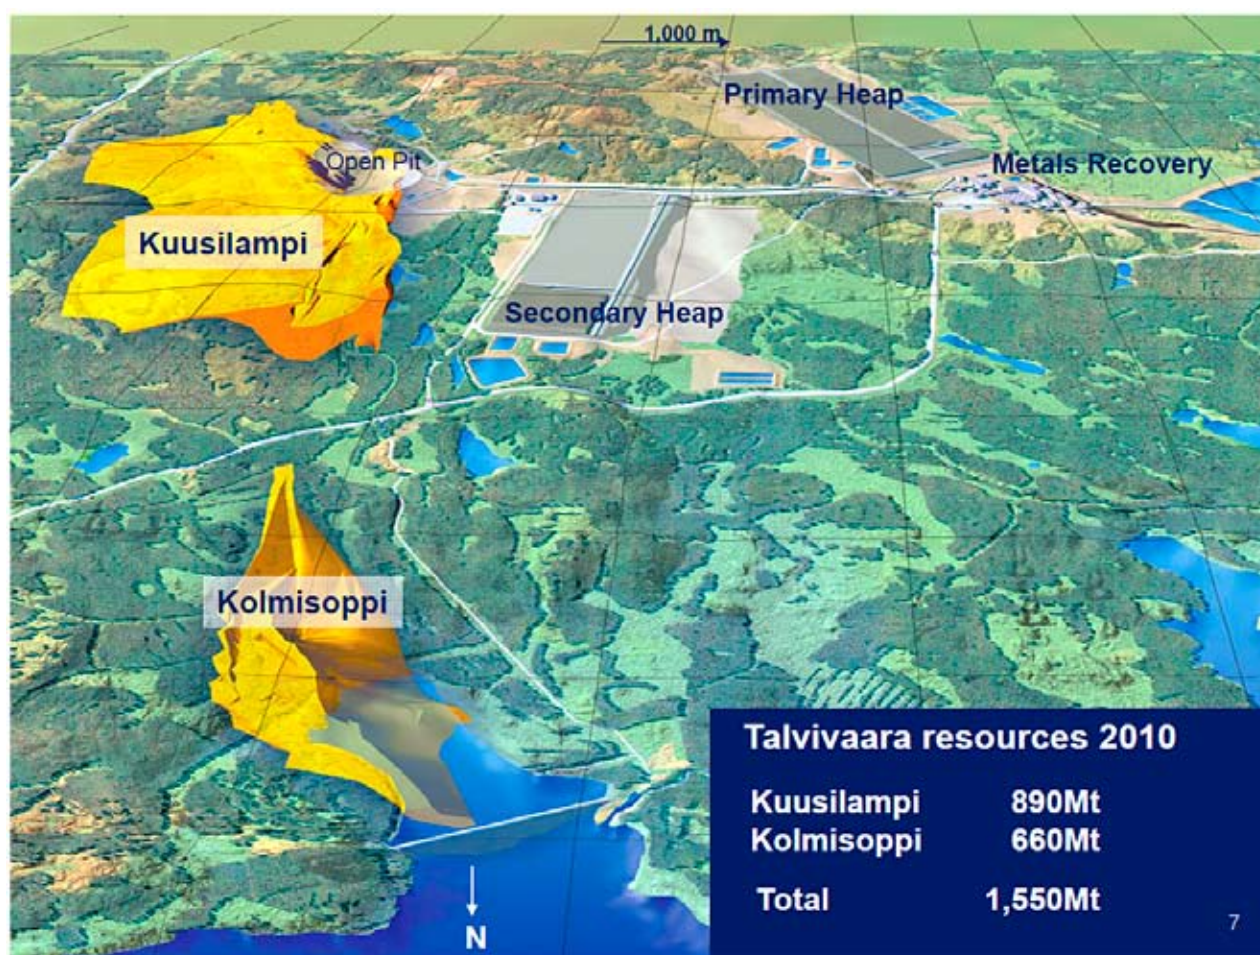 1,000 m
Primary Heap
Open Pit
Metals Recovery
Kuusilampi
Secondary Heap
Kolmisoppi
Talvivaara resources 2010
Kuusilampi 890Mt
Kolmisoppi 660Mt
Total 1,550Mt
N
7